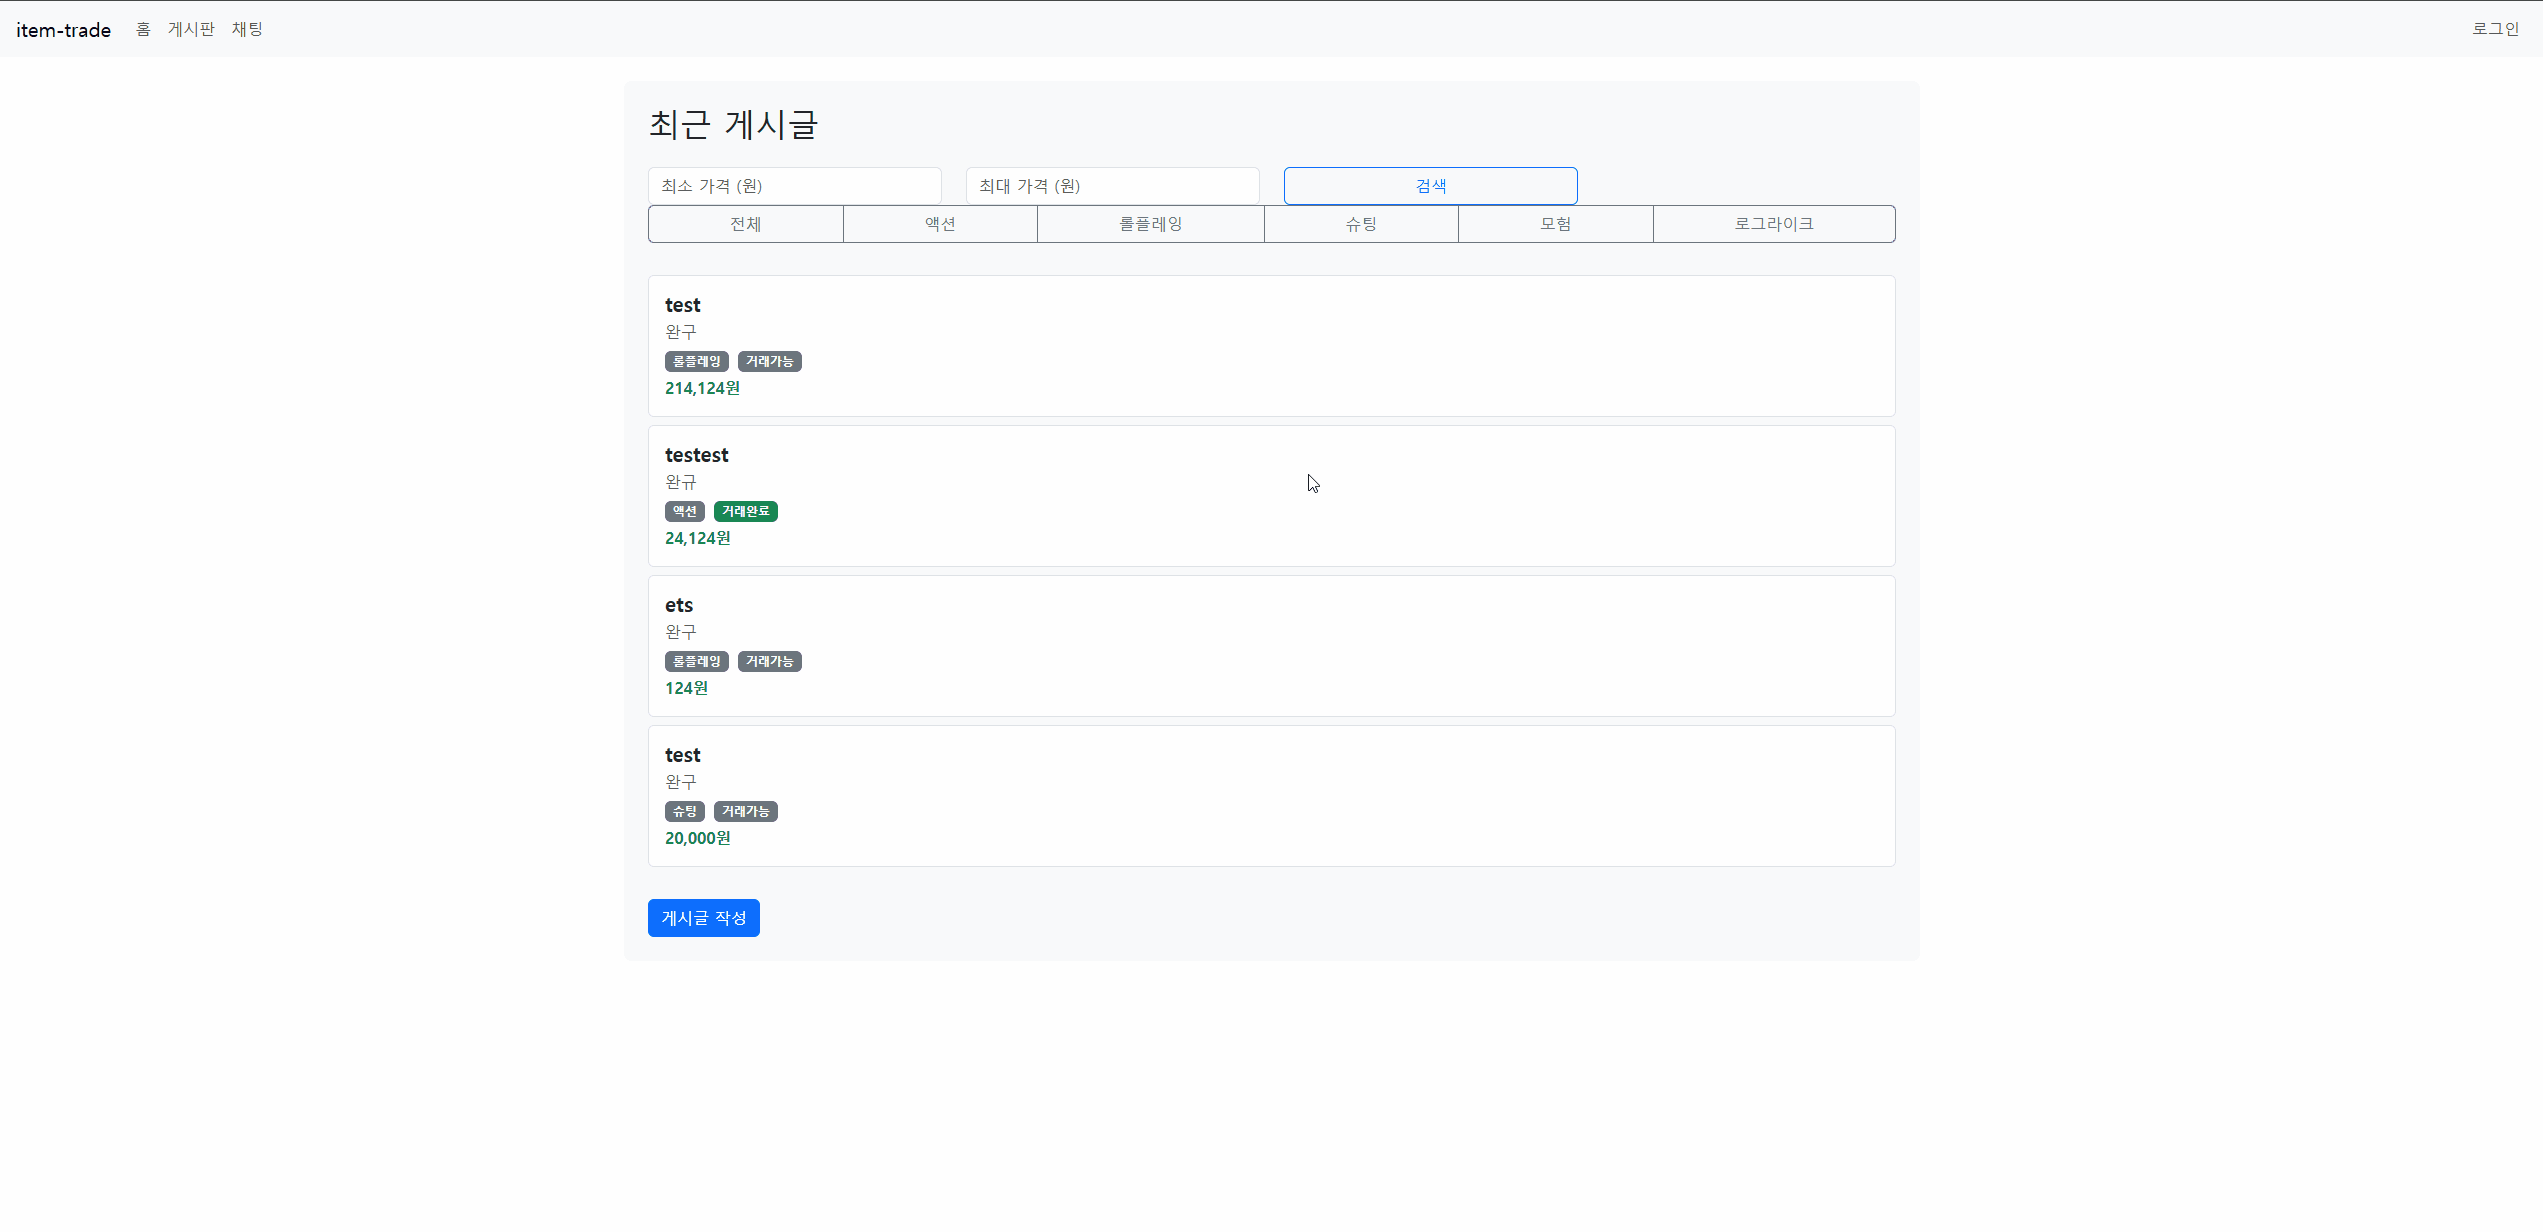 item-trade 홈 게시판 채팅 로그인
최근 게시글
최소 가격 (원) 최대 가격 (원) 검색
전체 액션 롤플레잉 슈팅 모험 로그라이크
test
완구
롤플레잉 거래가능
214,124원
testest
완규
액션 거래완료
24,124원
ets
완구
롤플레잉 거래가능
124원
test
완구
슈팅 거래가능
20,000원
게시글 작성